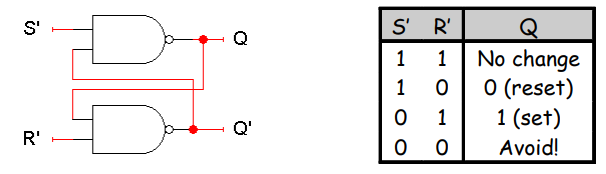 S' Q
R' Q'
S' R' Q
1 1 No change
1 0 0 (reset)
0 1 1 (set)
0 0 Avoid!